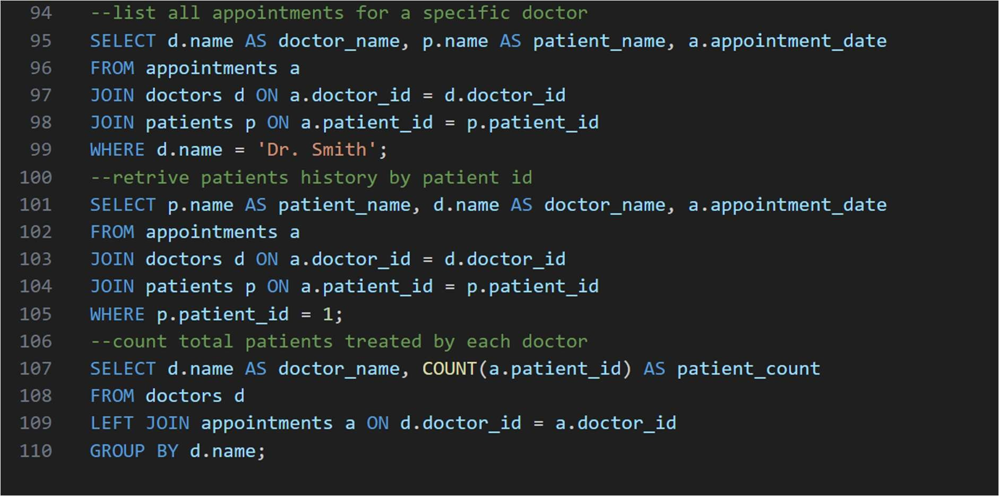 94 --list all appointments for a specific doctor
95 SELECT d.name AS doctor_name, p.name AS patient_name, a.appointment_date
96 FROM appointments a
97 JOIN doctors d ON a.doctor_id = d.doctor_id
98 JOIN patients p ON a.patient_id = p.patient_id
99 WHERE d.name = 'Dr. Smith';
100 --retrive patients history by patient id
101 SELECT p.name AS patient_name, d.name AS doctor_name, a.appointment_date
102 FROM appointments a
103 JOIN doctors d ON a.doctor_id = d.doctor_id
104 JOIN patients p ON a.patient_id = p.patient_id
105 WHERE p.patient_id = 1;
106 --count total patients treated by each doctor
107 SELECT d.name AS doctor_name, COUNT(a.patient_id) AS patient_count
108 FROM doctors d
109 LEFT JOIN appointments a ON d.doctor_id = a.doctor_id
110 GROUP BY d.name;